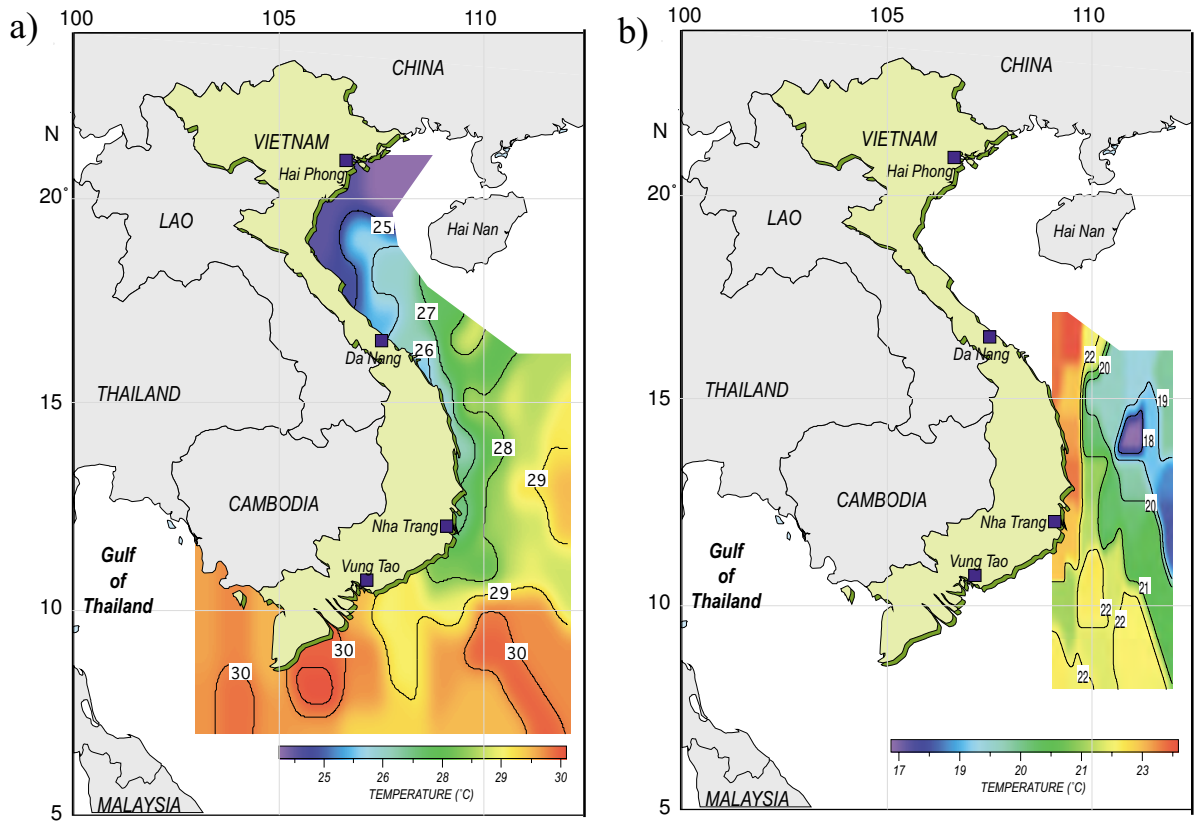 a)
100
105
110
CHINA
VIETNAM
N
Hai Phong
20°
LAO
25
Hai Nan
27
Da Nang
26
THAILAND
15
28
29
CAMBODIA
Nha Trang
Gulf
of
Thailand
Vung Tao
29
10
30
30
30
25
26
28
29
30
TEMPERATURE (°C)
MALAYSIA
5
b)
100
105
110
CHINA
VIETNAM
N
Hai Phong
20°
LAO
Hai Nan
Da Nang
22
20
THAILAND
15
19
18
CAMBODIA
20
Nha Trang
Gulf
of
Thailand
Vung Tao
21
10
22
22
22
17
19
20
21
23
TEMPERATURE (°C)
MALAYSIA
5